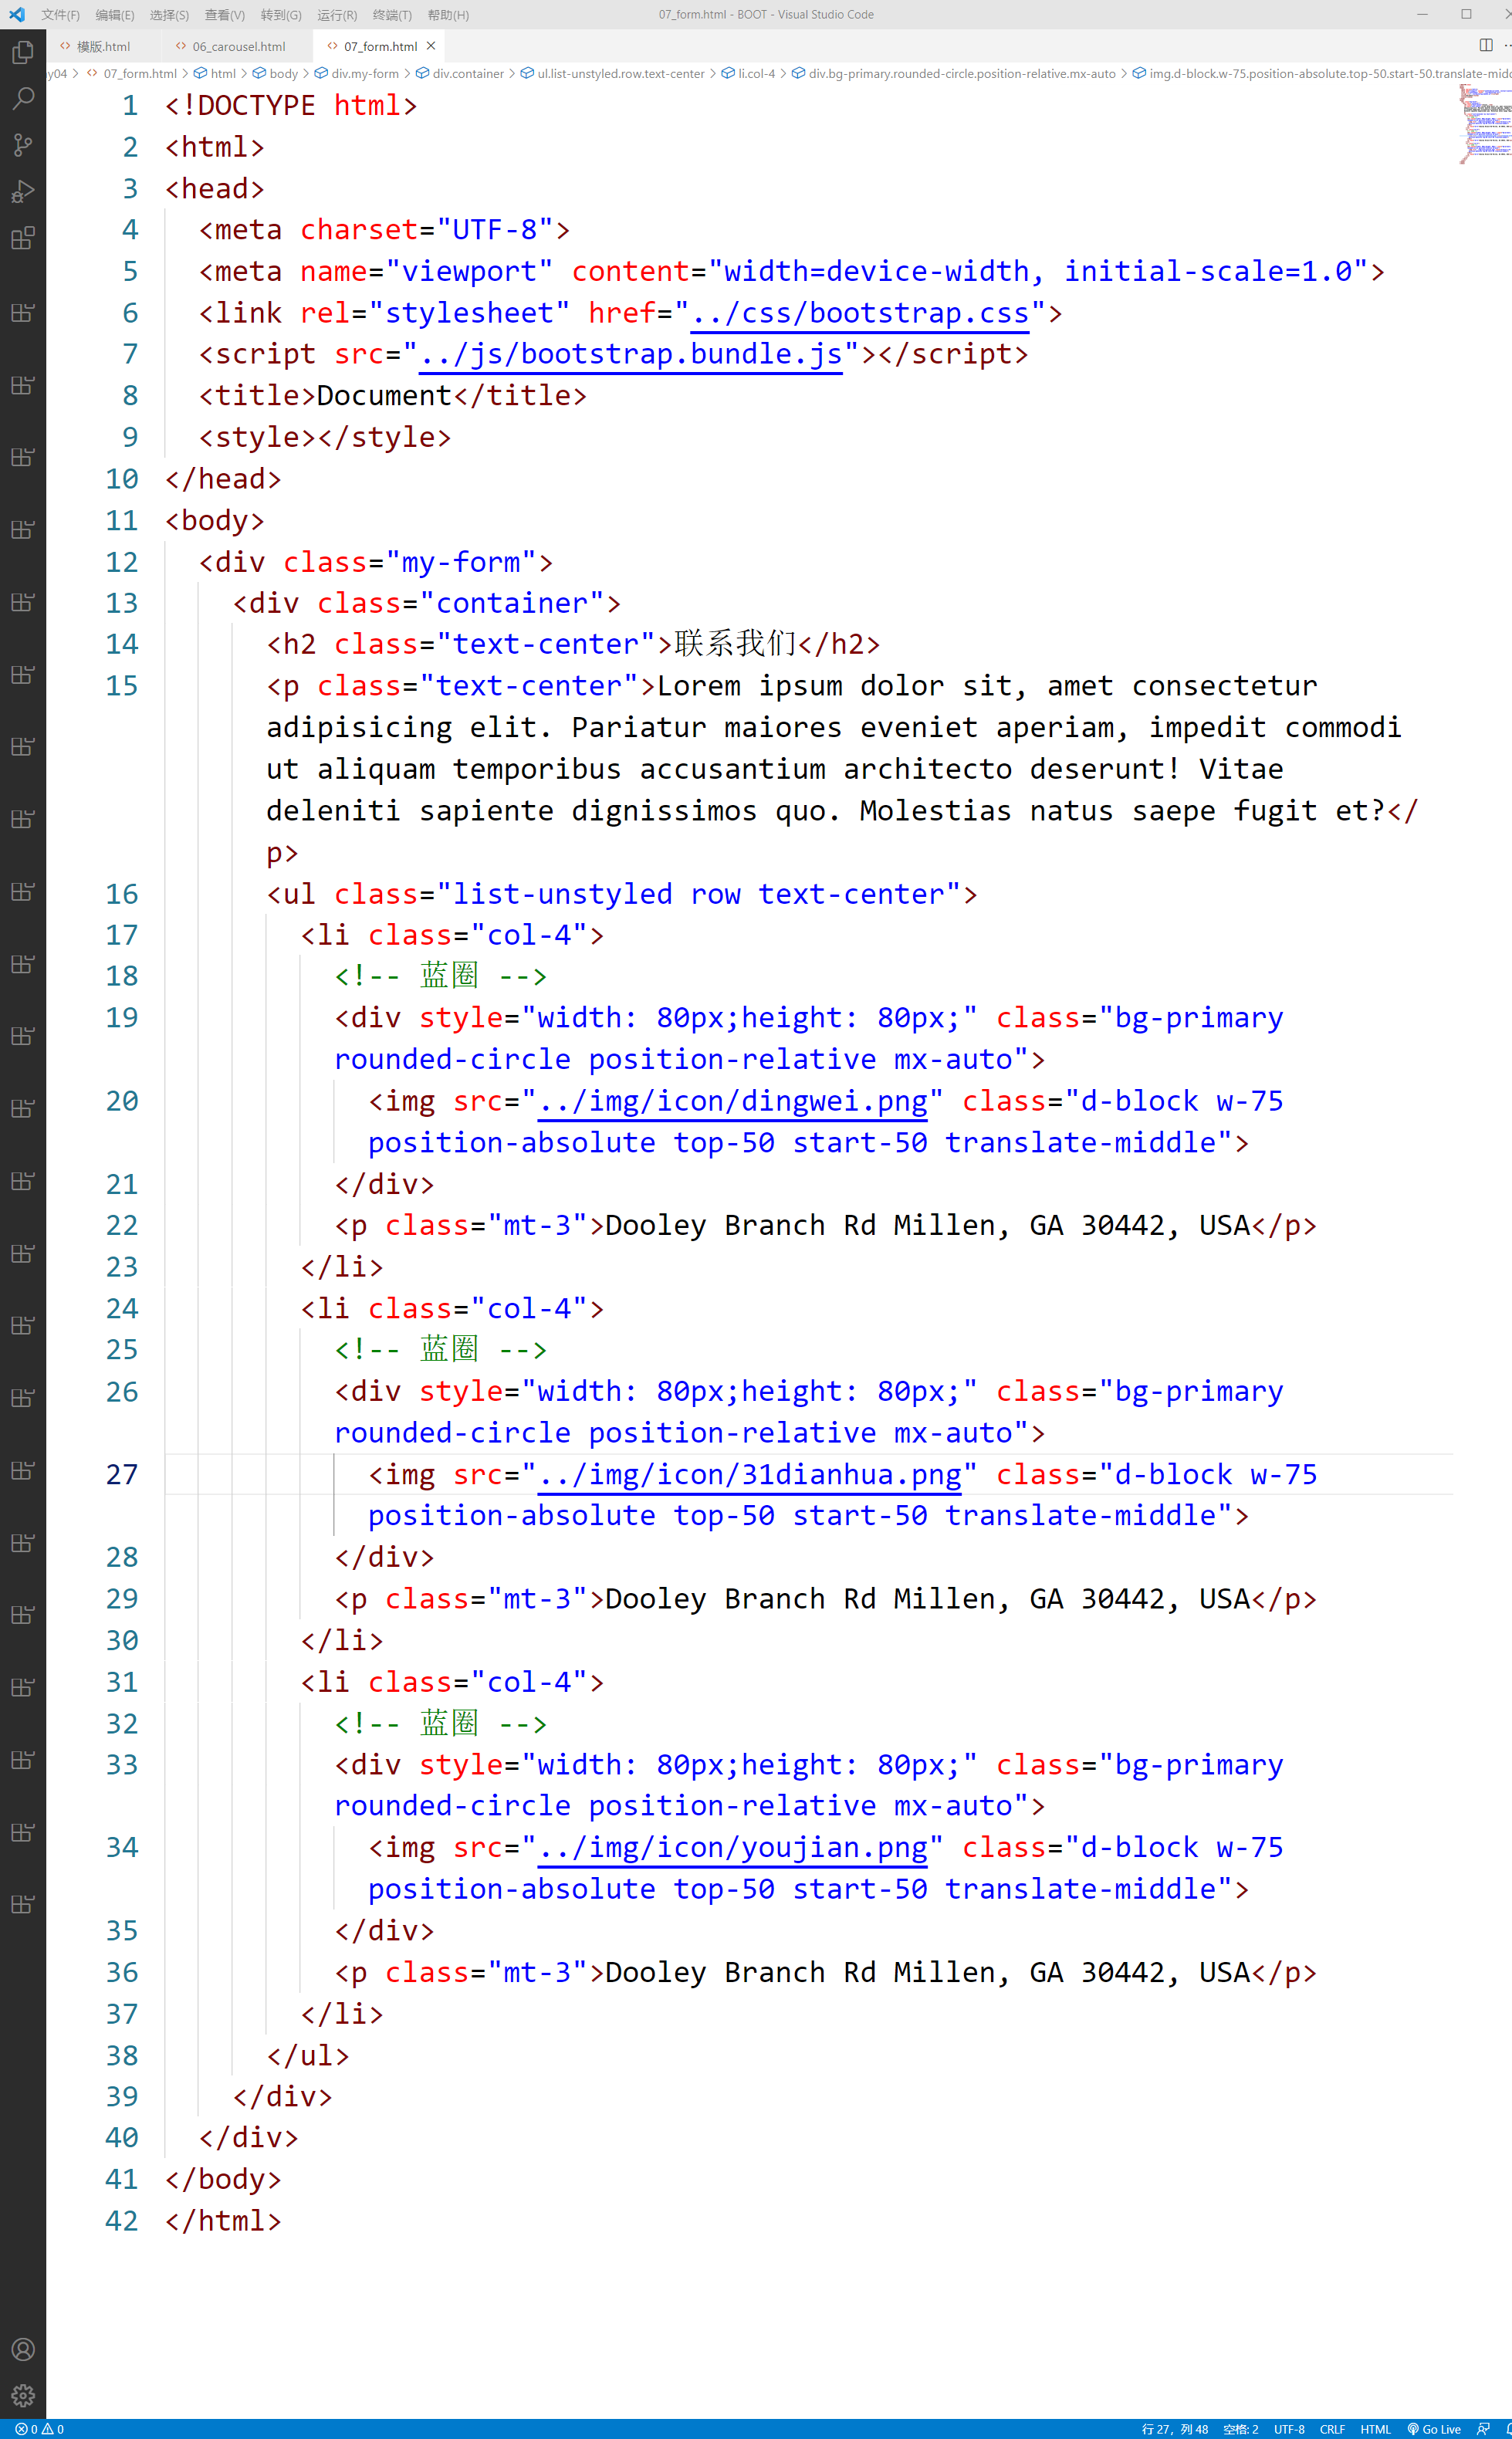 文件(F) 编辑(E) 选择(S) 查看(V) 转到(G) 运行(R) 终端(T) 帮助(H) 07_form.html - BOOT - Visual Studio Code
模版.html 06_carousel.html 07_form.html
y04 > 07_form.html > html > body > div.my-form > div.container > ul.list-unstyled.row.text-center > li.col-4 > div.bg-primary.rounded-circle.position-relative.mx-auto > img.d-block.w-75.position-absolute.top-50.start-50.translate-midd
1 <!DOCTYPE html>
2 <html>
3 <head>
4 <meta charset="UTF-8">
5 <meta name="viewport" content="width=device-width, initial-scale=1.0">
6 <link rel="stylesheet" href="../css/bootstrap.css">
7 <script src="../js/bootstrap.bundle.js"></script>
8 <title>Document</title>
9 <style></style>
10 </head>
11 <body>
12 <div class="my-form">
13 <div class="container">
14 <h2 class="text-center">联系我们</h2>
15 <p class="text-center">Lorem ipsum dolor sit, amet consectetur
adipisicing elit. Pariatur maiores eveniet aperiam, impedit commodi
ut aliquam temporibus accusantium architecto deserunt! Vitae
deleniti sapiente dignissimos quo. Molestias natus saepe fugit et?</
p>
16 <ul class="list-unstyled row text-center">
17 <li class="col-4">
18 <!-- 蓝圈 -->
19 <div style="width: 80px;height: 80px;" class="bg-primary
rounded-circle position-relative mx-auto">
20 <img src="../img/icon/dingwei.png" class="d-block w-75
position-absolute top-50 start-50 translate-middle">
21 </div>
22 <p class="mt-3">Dooley Branch Rd Millen, GA 30442, USA</p>
23 </li>
24 <li class="col-4">
25 <!-- 蓝圈 -->
26 <div style="width: 80px;height: 80px;" class="bg-primary
rounded-circle position-relative mx-auto">
27 <img src="../img/icon/31dianhua.png" class="d-block w-75
position-absolute top-50 start-50 translate-middle">
28 </div>
29 <p class="mt-3">Dooley Branch Rd Millen, GA 30442, USA</p>
30 </li>
31 <li class="col-4">
32 <!-- 蓝圈 -->
33 <div style="width: 80px;height: 80px;" class="bg-primary
rounded-circle position-relative mx-auto">
34 <img src="../img/icon/youjian.png" class="d-block w-75
position-absolute top-50 start-50 translate-middle">
35 </div>
36 <p class="mt-3">Dooley Branch Rd Millen, GA 30442, USA</p>
37 </li>
38 </ul>
39 </div>
40 </div>
41 </body>
42 </html>
0 0 行 27，列 48 空格: 2 UTF-8 CRLF HTML Go Live